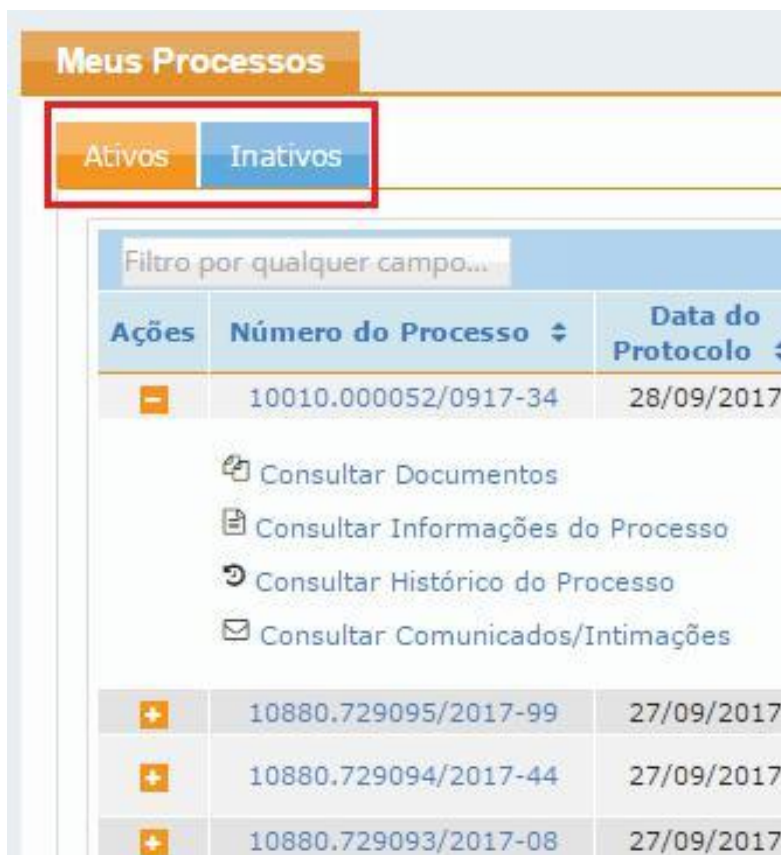 Meus Processos
Ativos Inativos
Filtro por qualquer campo...
Ações Número do Processo Data do Protocolo
10010.000052/0917-34 28/09/2017
Consultar Documentos
Consultar Informações do Processo
Consultar Histórico do Processo
Consultar Comunicados/Intimações
10880.729095/2017-99 27/09/2017
10880.729094/2017-44 27/09/2017
10880.729093/2017-08 27/09/2017